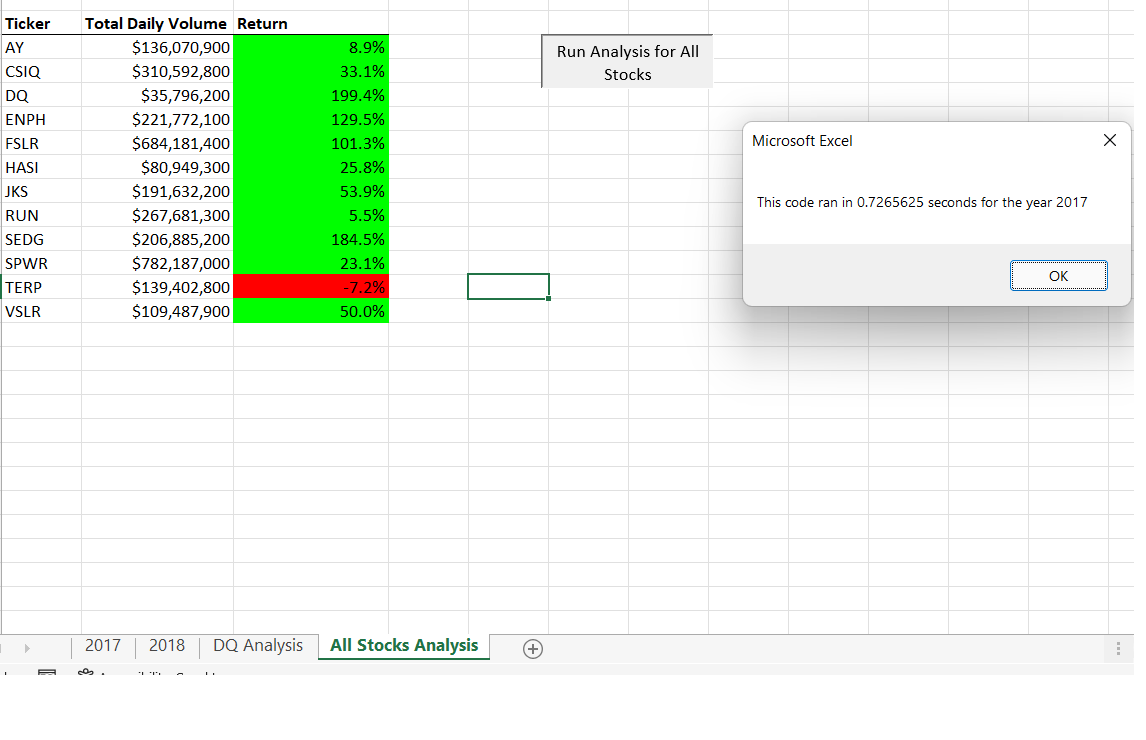 Ticker Total Daily Volume Return
AY $136,070,900 8.9%
CSIQ $310,592,800 33.1%
DQ $35,796,200 199.4%
ENPH $221,772,100 129.5%
FSLR $684,181,400 101.3%
HASI $80,949,300 25.8%
JKS $191,632,200 53.9%
RUN $267,681,300 5.5%
SEDG $206,885,200 184.5%
SPWR $782,187,000 23.1%
TERP $139,402,800 -7.2%
VSLR $109,487,900 50.0%
Run Analysis for All
Stocks
Microsoft Excel
This code ran in 0.7265625 seconds for the year 2017
OK
2017 2018 DQ Analysis All Stocks Analysis